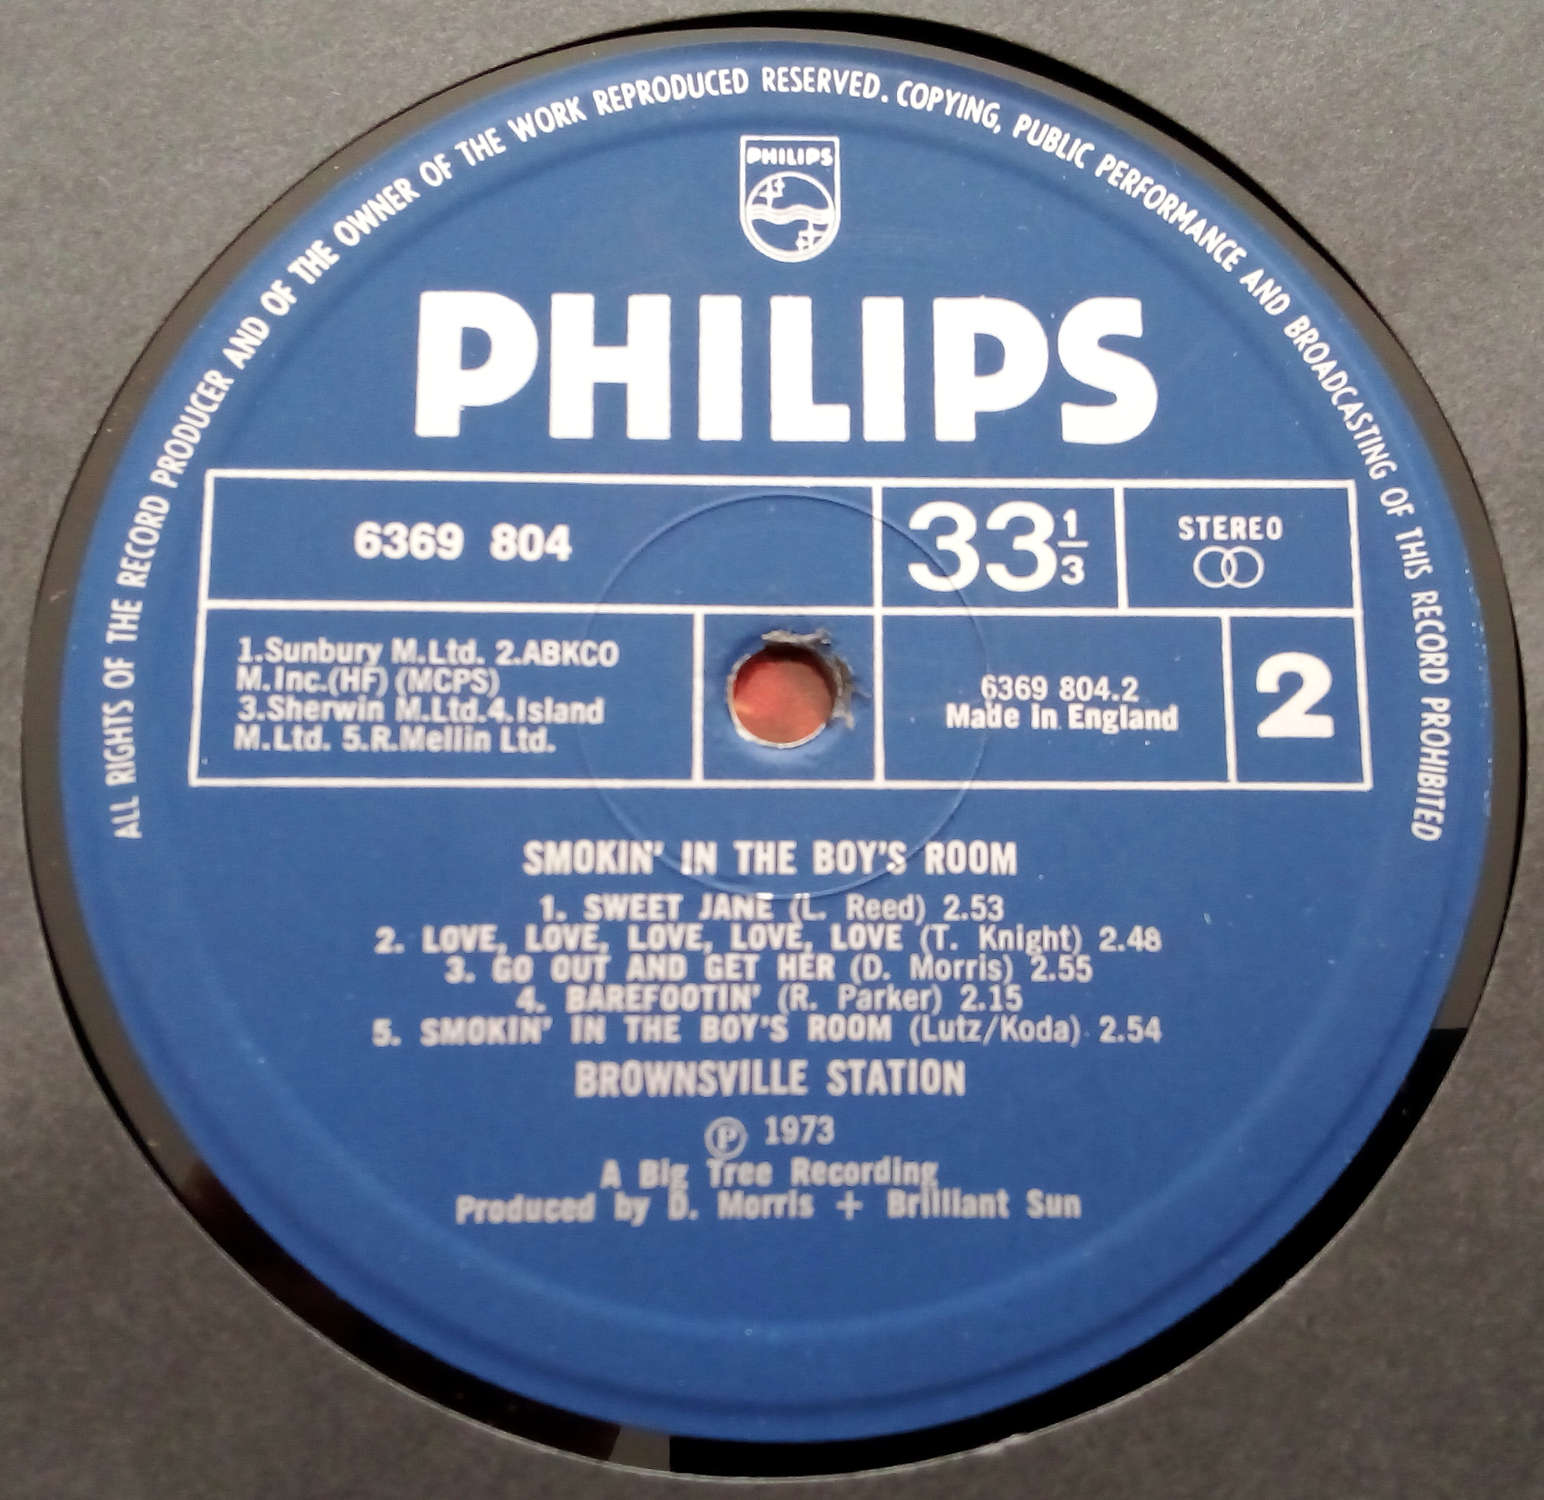 ALL RIGHTS OF THE RECORD PRODUCER AND OF THE OWNER OF THE WORK REPRODUCED RESERVED. COPYING, PUBLIC PERFORMANCE AND BROADCASTING OF THIS RECORD PROHIBITED
PHILIPS
PHILIPS
6369 804
33 1/3
STEREO
1.Sunbury M.Ltd. 2.ABKCO
M.Inc.(HF) (MCPS)
3.Sherwin M.Ltd.4.Island
M.Ltd. 5.R.Mellin Ltd.
6369 804.2
Made in England
2
SMOKIN' IN THE BOY'S ROOM
1. SWEET JANE (L. Reed) 2.53
2. LOVE, LOVE, LOVE, LOVE, LOVE (T. Knight) 2.48
3. GO OUT AND GET HER (D. Morris) 2.55
4. BAREFOOTIN' (R. Parker) 2.15
5. SMOKIN' IN THE BOY'S ROOM (Lutz/Koda) 2.54
BROWNSVILLE STATION
℗ 1973
A Big Tree Recording
Produced by D. Morris + Brilliant Sun